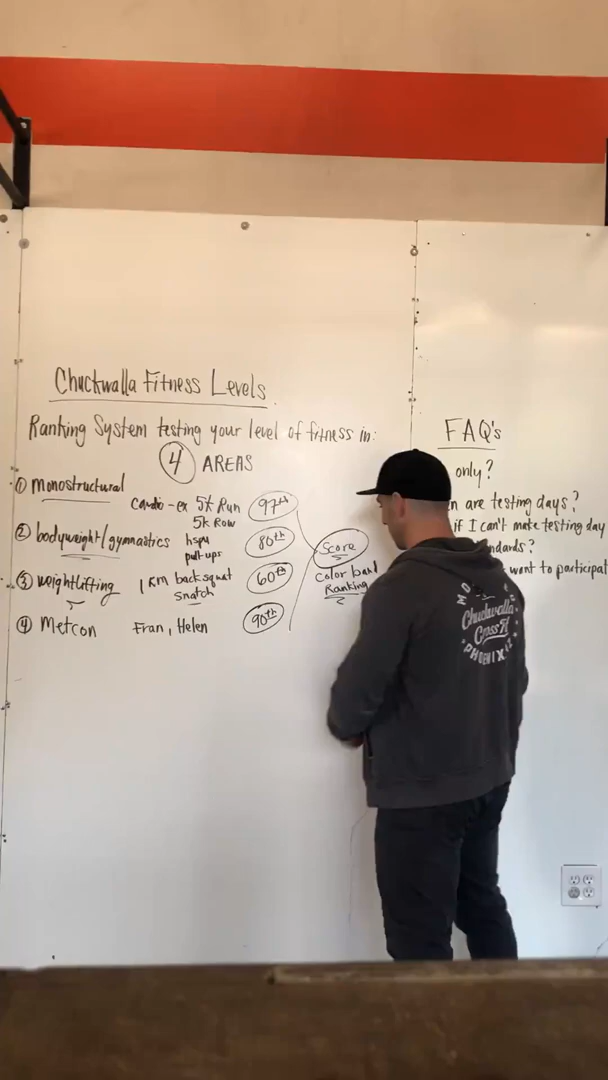 Chuckwalla Fitness Levels
Ranking System testing your level of fitness in:
4 AREAS
① monostructural
cardio - ex 5k Run 97th
5k Row
② bodyweight/gymnastics hspu 80th
pull-ups
③ weightlifting 1RM back squat 60th
snatch
④ Metcon Fran, Helen 90th
Score
Color band
Ranking
FAQ's
only?
are testing days?
if I can't make testing day
want to participat
Chuckwalla
CrossFit
PHOENIX